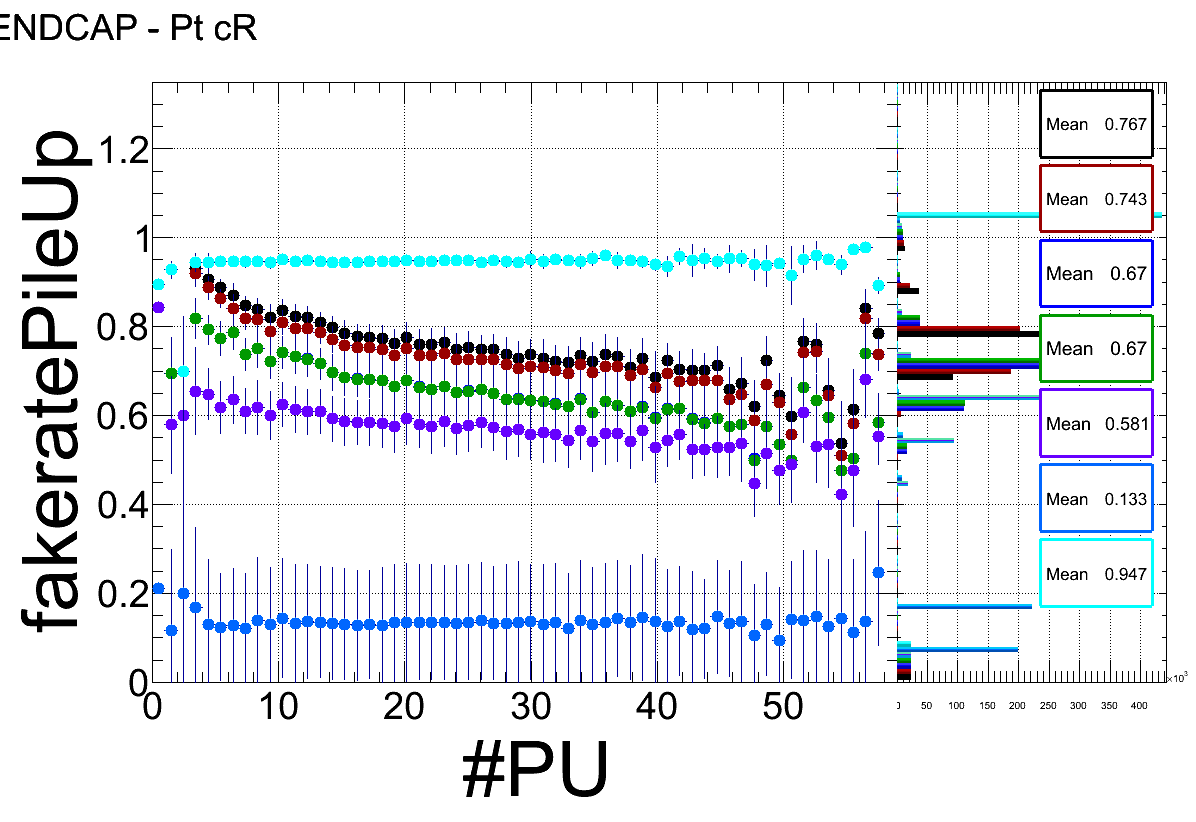 ENDCAP - Pt cR
fakeratePileUp
1.2
1
0.8
0.6
0.4
0.2
0
0 10 20 30 40 50
#PU
Mean 0.767
Mean 0.743
Mean 0.67
Mean 0.67
Mean 0.581
Mean 0.133
Mean 0.947
50 100 150 200 250 300 350 400
×10³